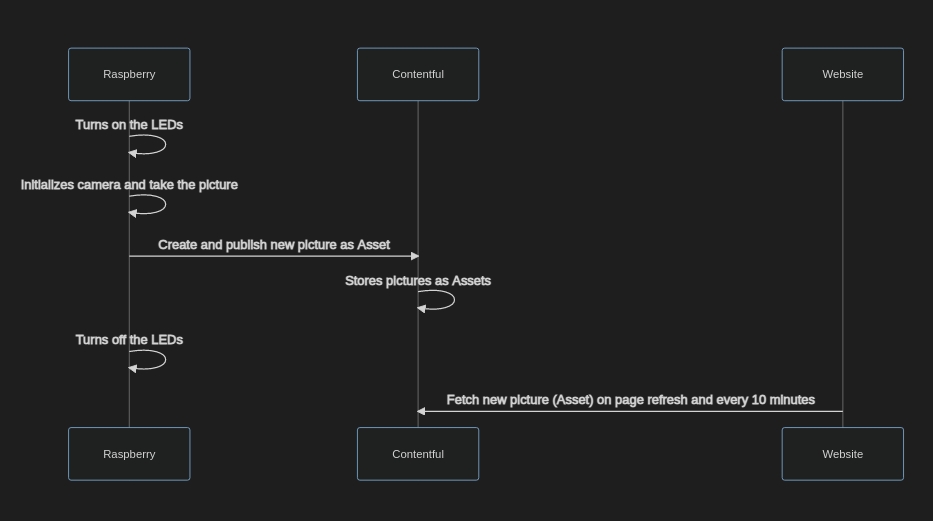 Raspberry
Contentful
Website
Turns on the LEDs
Initializes camera and take the picture
Create and publish new picture as Asset
Stores pictures as Assets
Turns off the LEDs
Fetch new picture (Asset) on page refresh and every 10 minutes
Raspberry
Contentful
Website